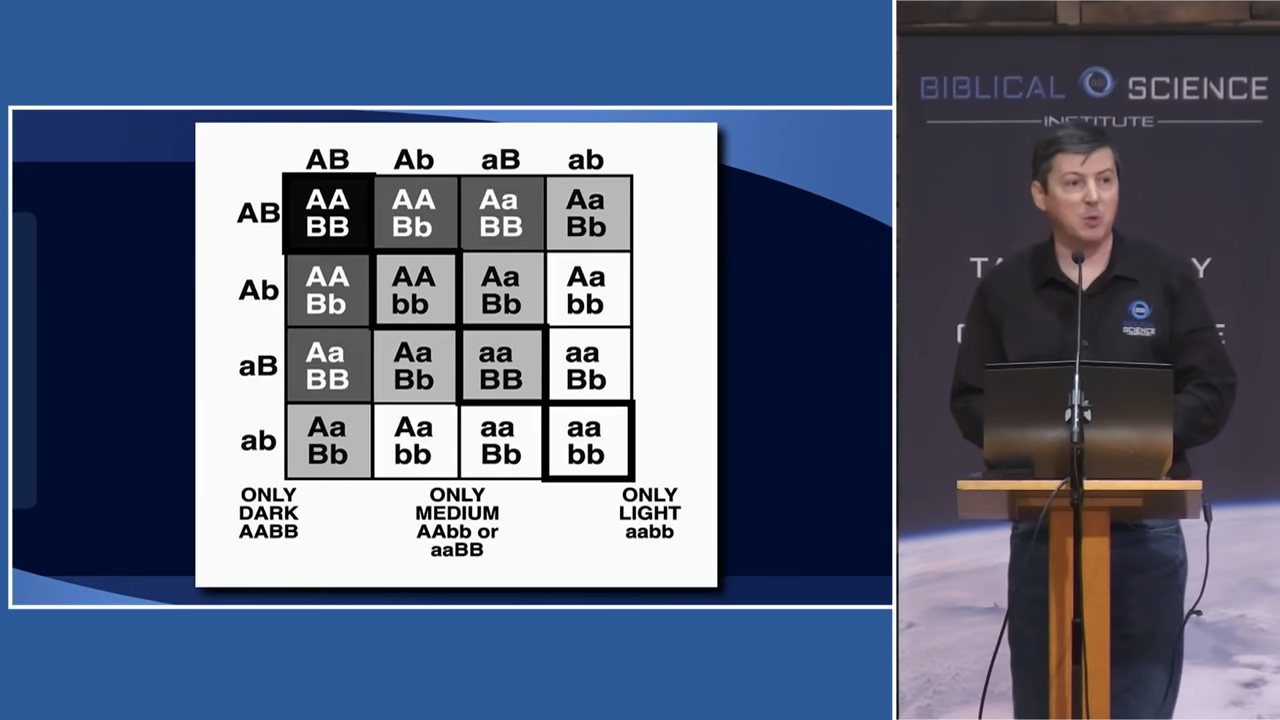 AB Ab aB ab
AB AA AA Aa Aa
BB Bb BB Bb
Ab AA AA Aa Aa
Bb bb Bb bb
aB Aa Aa aa aa
BB Bb BB Bb
ab Aa Aa aa aa
Bb bb Bb bb
ONLY
DARK
AABB
ONLY
MEDIUM
AAbb or
aaBB
ONLY
LIGHT
aabb
BIBLICAL SCIENCE
INSTITUTE
BIBLICAL
SCIENCE